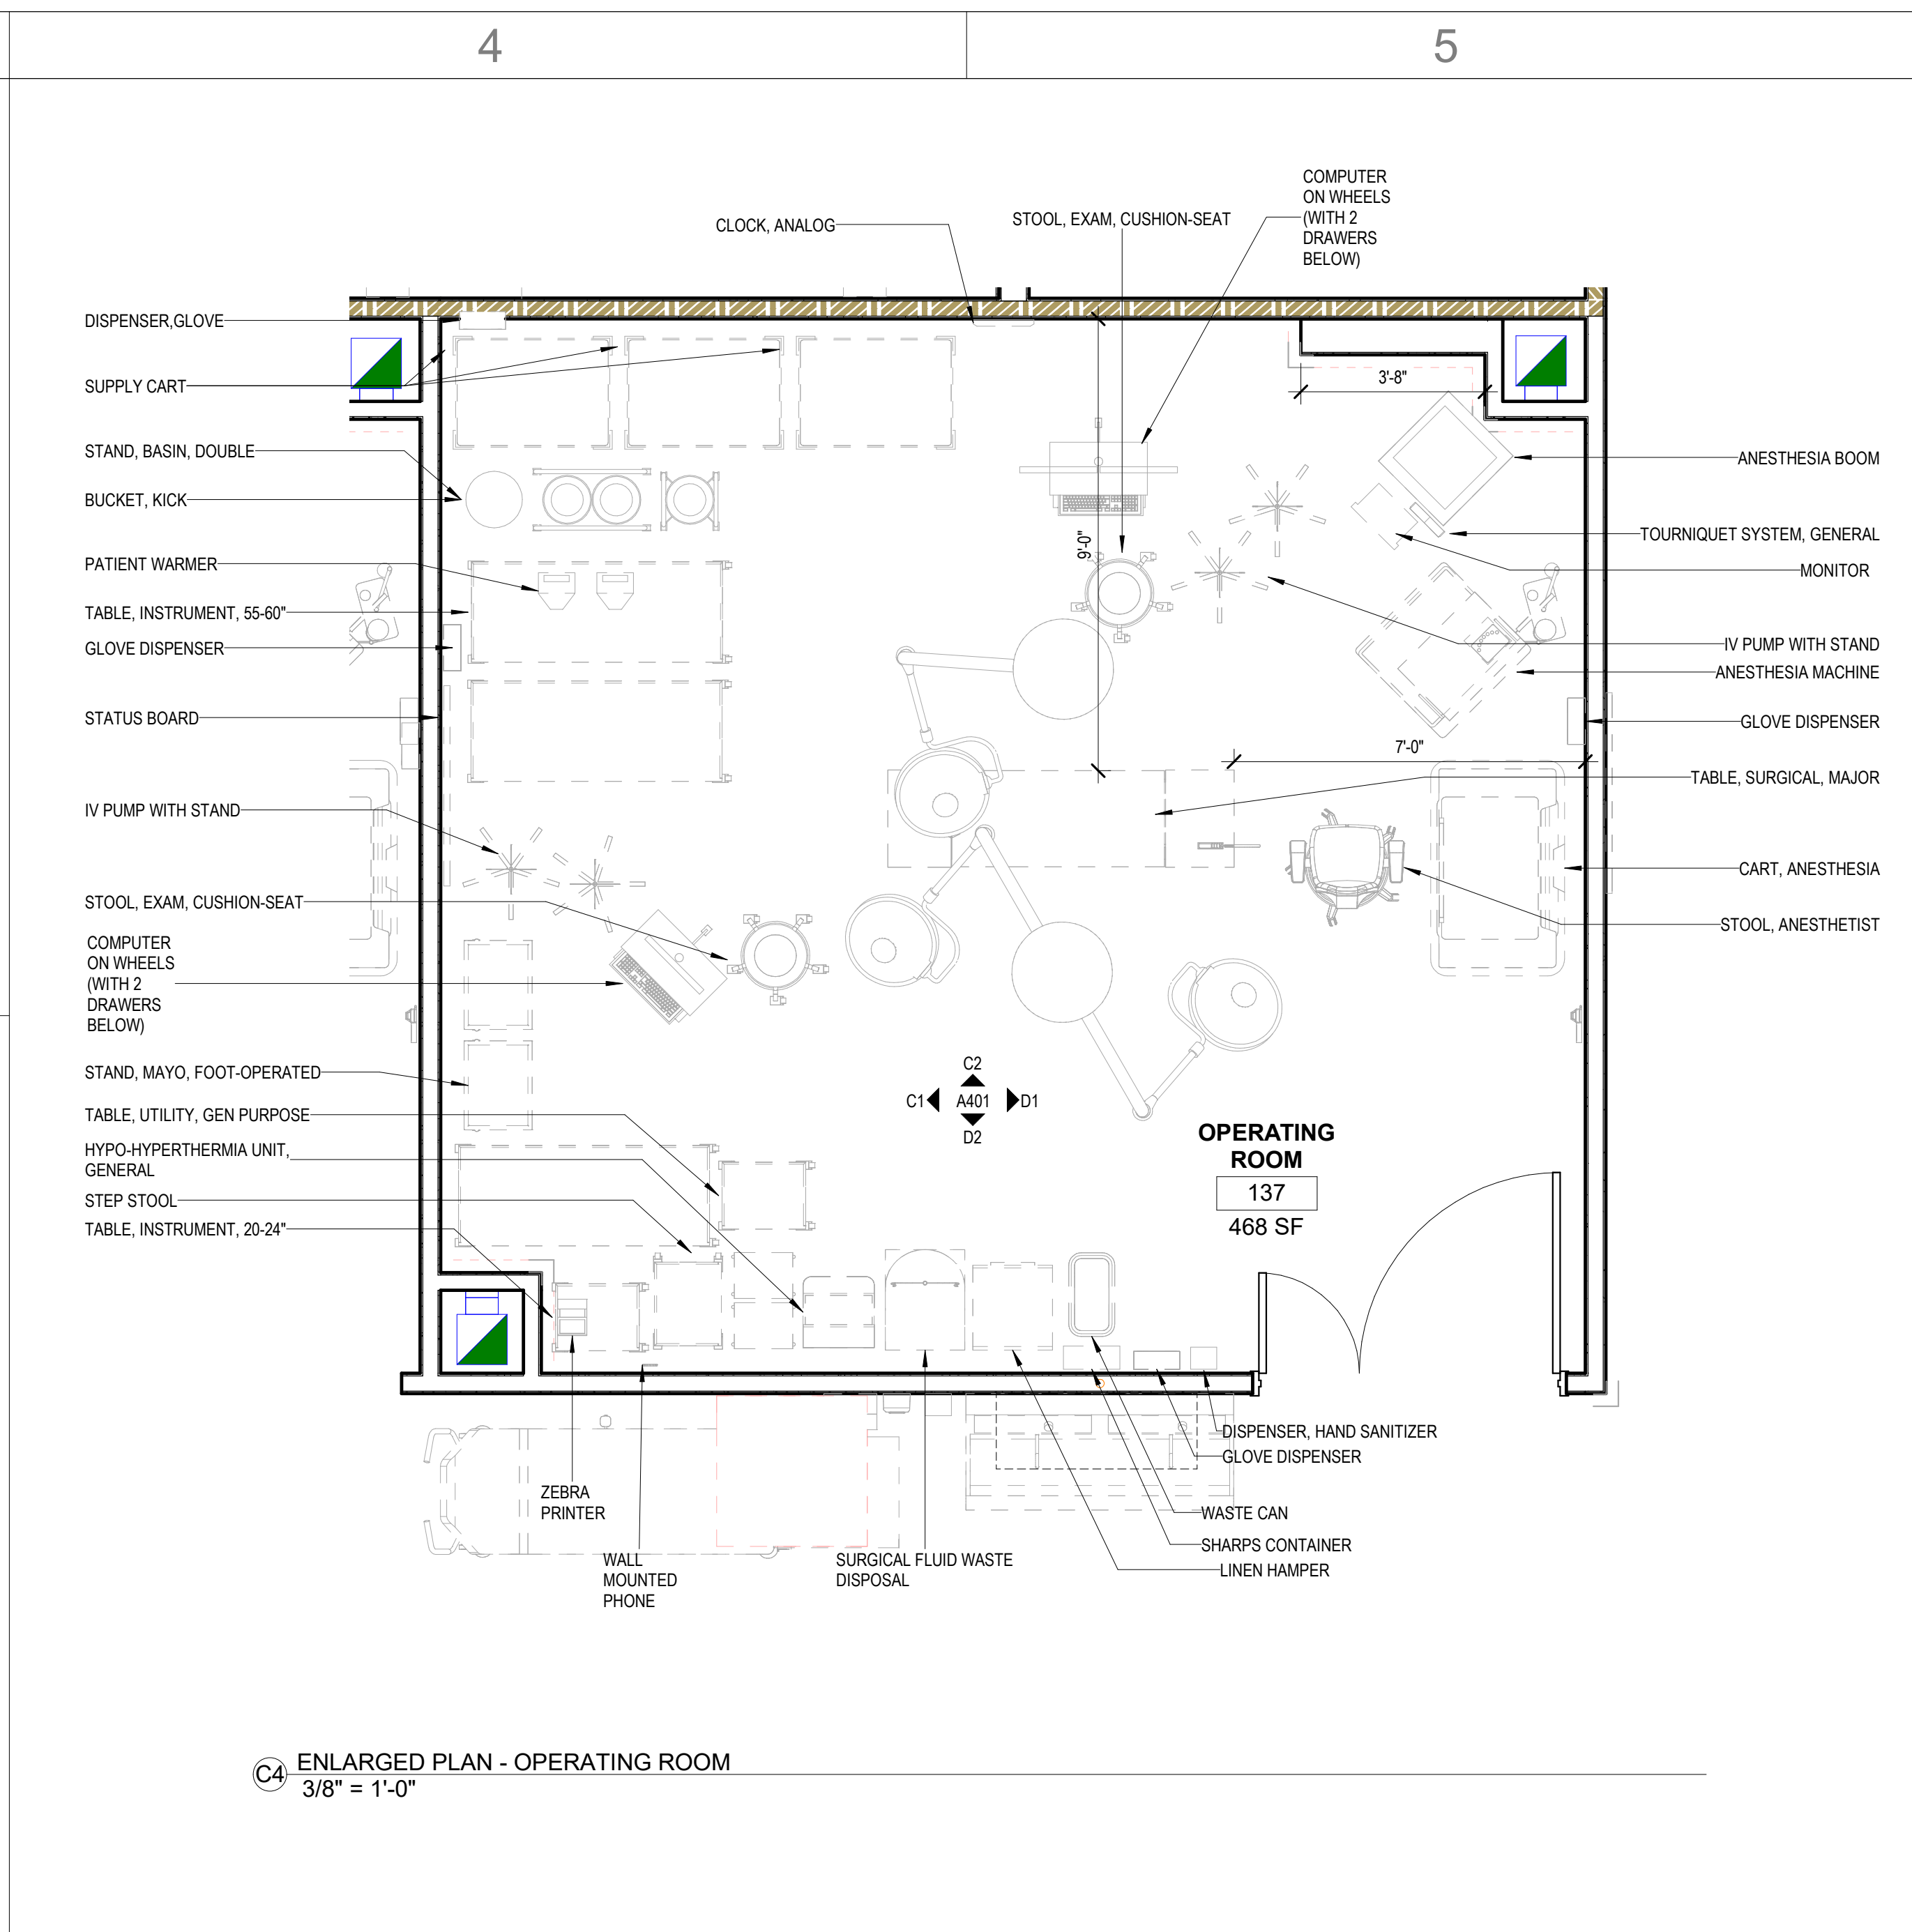 4
5
COMPUTER
ON WHEELS
(WITH 2
DRAWERS
BELOW)
CLOCK, ANALOG
STOOL, EXAM, CUSHION-SEAT
DISPENSER,GLOVE
SUPPLY CART
STAND, BASIN, DOUBLE
BUCKET, KICK
PATIENT WARMER
TABLE, INSTRUMENT, 55-60"
GLOVE DISPENSER
STATUS BOARD
IV PUMP WITH STAND
STOOL, EXAM, CUSHION-SEAT
COMPUTER
ON WHEELS
(WITH 2
DRAWERS
BELOW)
STAND, MAYO, FOOT-OPERATED
TABLE, UTILITY, GEN PURPOSE
HYPO-HYPERTHERMIA UNIT,
GENERAL
STEP STOOL
TABLE, INSTRUMENT, 20-24"
3'-8"
9'-0"
7'-0"
ANESTHESIA BOOM
TOURNIQUET SYSTEM, GENERAL
MONITOR
IV PUMP WITH STAND
ANESTHESIA MACHINE
GLOVE DISPENSER
TABLE, SURGICAL, MAJOR
CART, ANESTHESIA
STOOL, ANESTHETIST
C2
C1 A401 D1
D2
OPERATING
ROOM
137
468 SF
DISPENSER, HAND SANITIZER
GLOVE DISPENSER
WASTE CAN
SHARPS CONTAINER
LINEN HAMPER
ZEBRA
PRINTER
WALL
MOUNTED
PHONE
SURGICAL FLUID WASTE
DISPOSAL
C4 ENLARGED PLAN - OPERATING ROOM
3/8" = 1'-0"